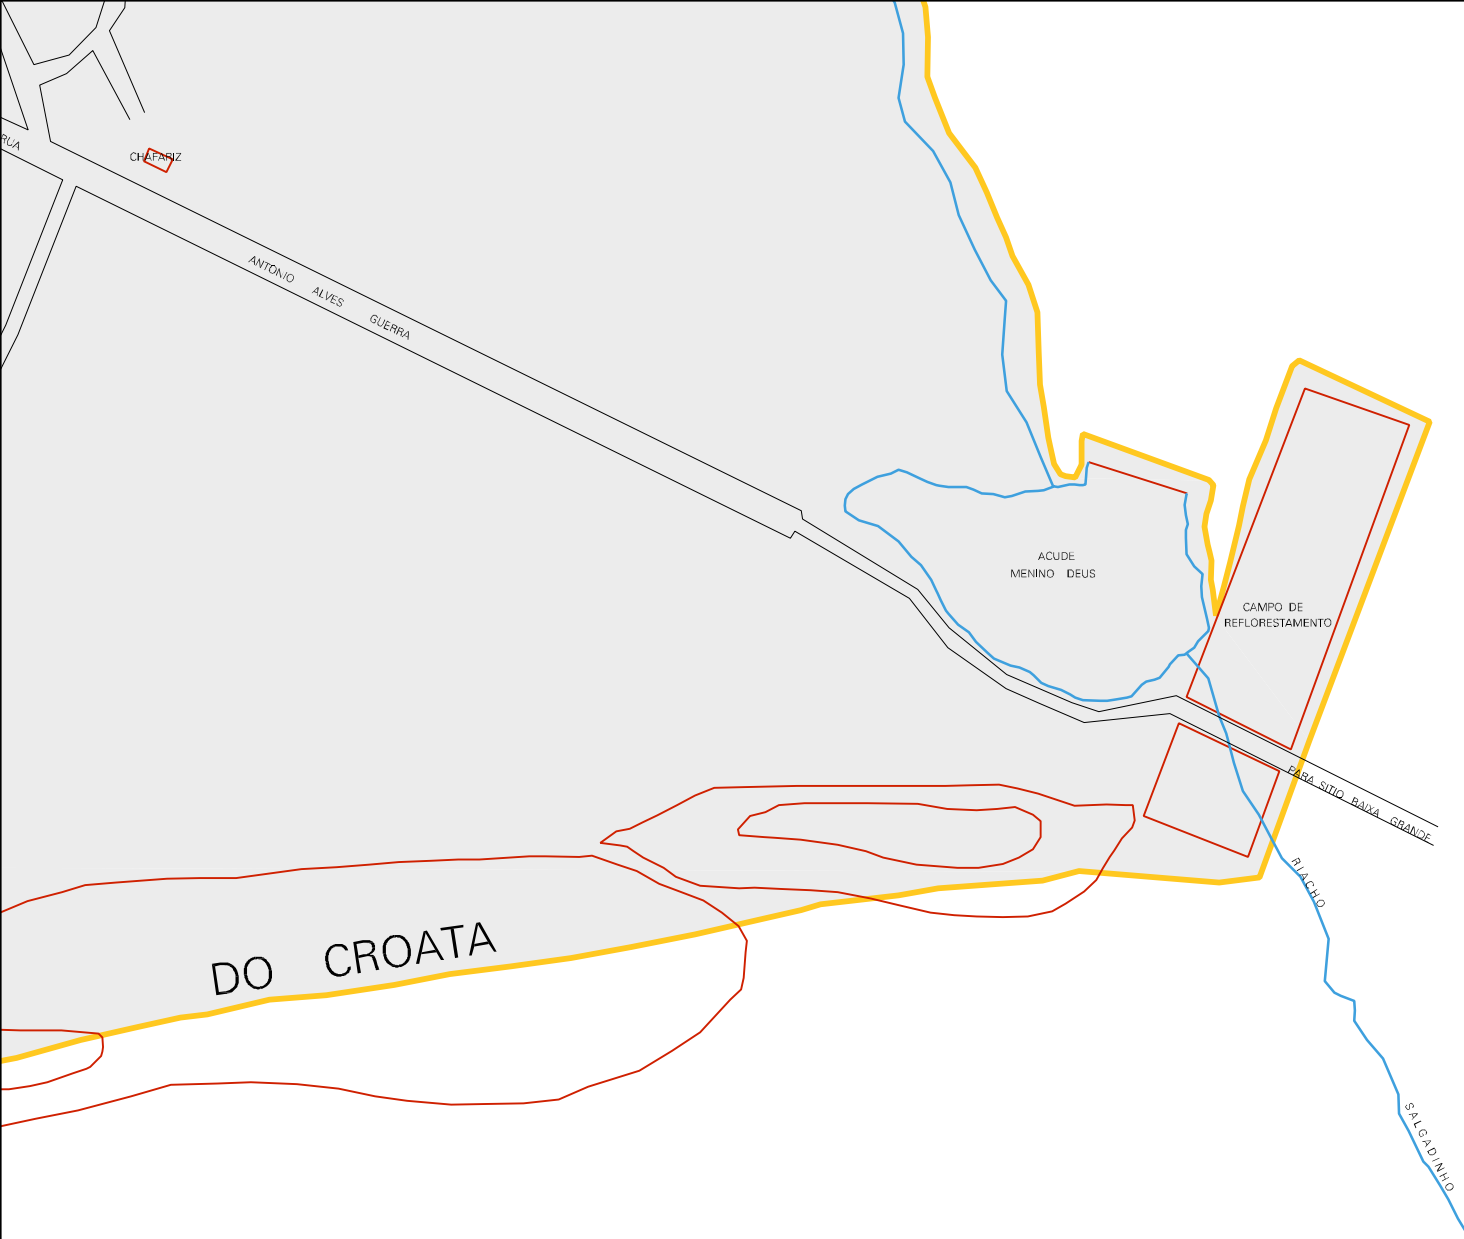 RUA
CHAFARIZ
ANTONIO ALVES GUERRA
ACUDE
MENINO DEUS
CAMPO DE
REFLORESTAMENTO
PARA SITIO BAIXA GRANDE
RIACHO
DO CROATA
SALGADINHO